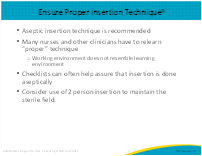 Ensure Proper Insertion Technique
• Aseptic insertion technique is recommended
• Many nurses and other clinicians have to relearn
"proper" technique
o Working environment does not resemble learning
environment
• Checklists can often help assure that insertion is done
aseptically
• Consider use of 2 person insertion to maintain the
sterile field.